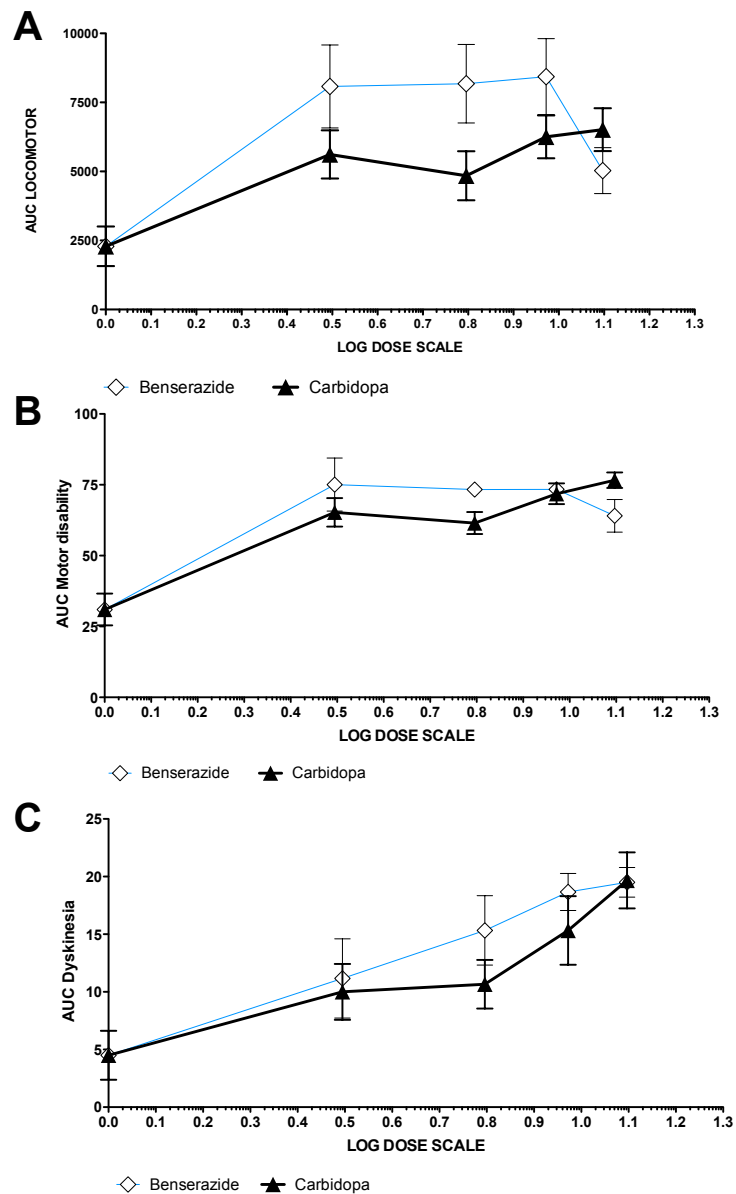 A
AUC LOCOMOTOR
10000
7500
5000
2500
0
0.0 0.1 0.2 0.3 0.4 0.5 0.6 0.7 0.8 0.9 1.0 1.1 1.2 1.3
LOG DOSE SCALE
Benserazide Carbidopa
B
AUC Motor disability
100
75
50
25
0
0.0 0.1 0.2 0.3 0.4 0.5 0.6 0.7 0.8 0.9 1.0 1.1 1.2 1.3
LOG DOSE SCALE
Benserazide Carbidopa
C
AUC Dyskinesia
25
20
15
10
5
0
0.0 0.1 0.2 0.3 0.4 0.5 0.6 0.7 0.8 0.9 1.0 1.1 1.2 1.3
LOG DOSE SCALE
Benserazide Carbidopa